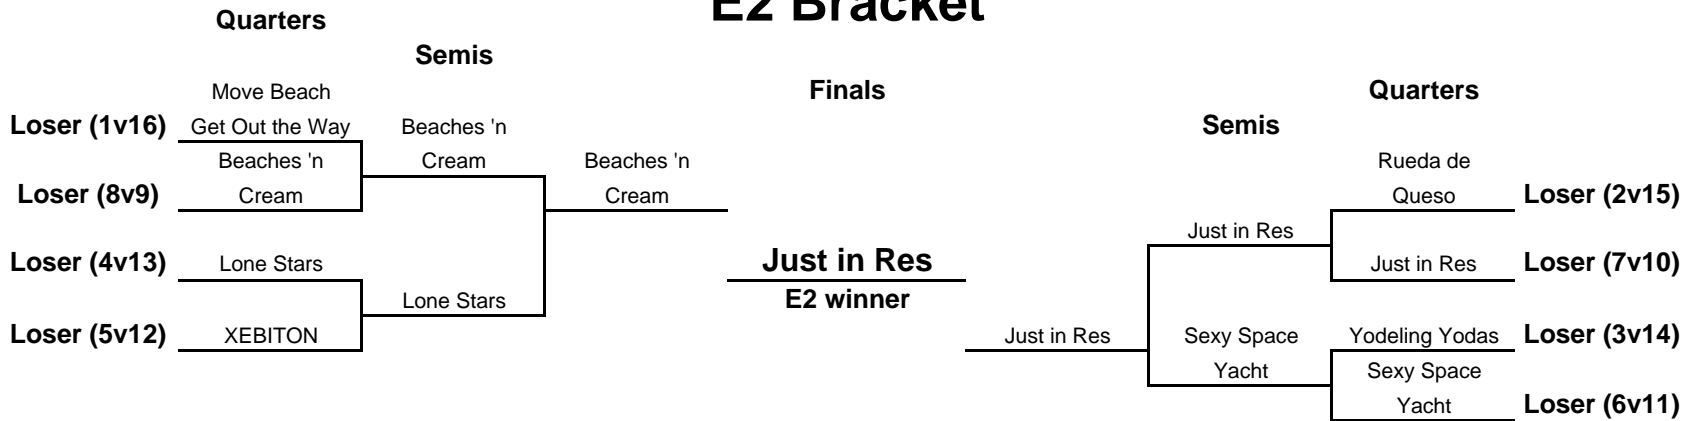 E2 Bracket
Quarters
Semis
Move Beach
Finals
Quarters
Loser (1v16)
Get Out the Way
Beaches 'n
Semis
Beaches 'n
Cream
Beaches 'n
Rueda de
Loser (8v9)
Cream
Cream
Queso
Loser (2v15)
Just in Res
Loser (4v13)
Lone Stars
Just in Res
Just in Res
Loser (7v10)
Lone Stars
E2 winner
Loser (5v12)
XEBITON
Just in Res
Sexy Space
Yodeling Yodas
Loser (3v14)
Yacht
Sexy Space
Yacht
Loser (6v11)